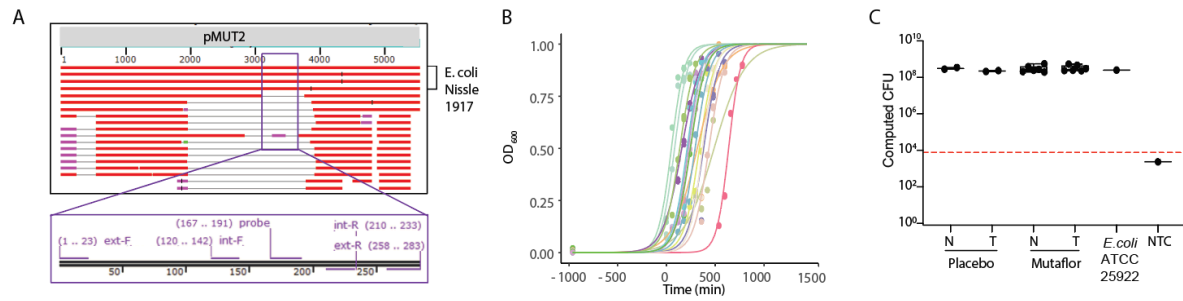 A
pMUT2
0 1000 2000 3000 4000 5000
E. coli
Nissle
1917
(167 .. 191) probe
int-R (210 .. 233)
(1 .. 23) ext-F
(120 .. 142) int-F
ext-R (258 .. 283)
50 100 150 200 250
B
1.00
0.75
0.50
0.25
0.00
OD600
-1000 -500 0 500 1000 1500
Time (min)
C
10^10
10^8
10^6
10^4
10^2
10^0
Computed CFU
N T N T E.coli ATCC 25922 NTC
Placebo Mutaflor